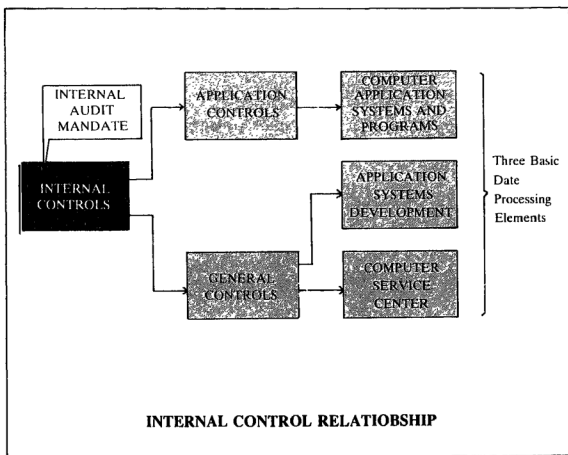 INTERNAL
AUDIT
MANDATE
INTERNAL
CONTROLS
APPLICATION
CONTROLS
COMPUTER
APPLICATION
SYSTEMS AND
PROGRAMS
APPLICATION
SYSTEMS
DEVELOPMENT
GENERAL
CONTROLS
COMPUTER
SERVICE
CENTER
Three Basic
Date
Processing
Elements
INTERNAL CONTROL RELATIOBSHIP